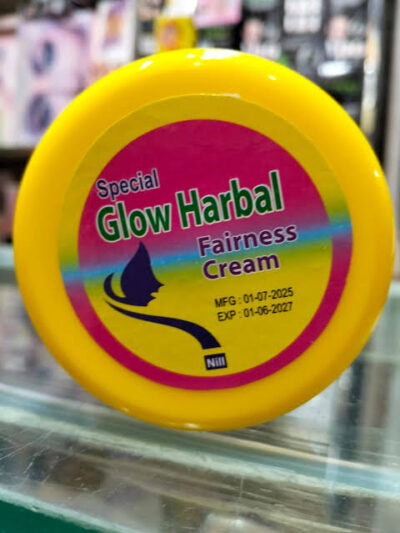 Special
Glow Harbal
Fairness
Cream
MFG : 01-07-2025
EXP : 01-06-2027
Nill